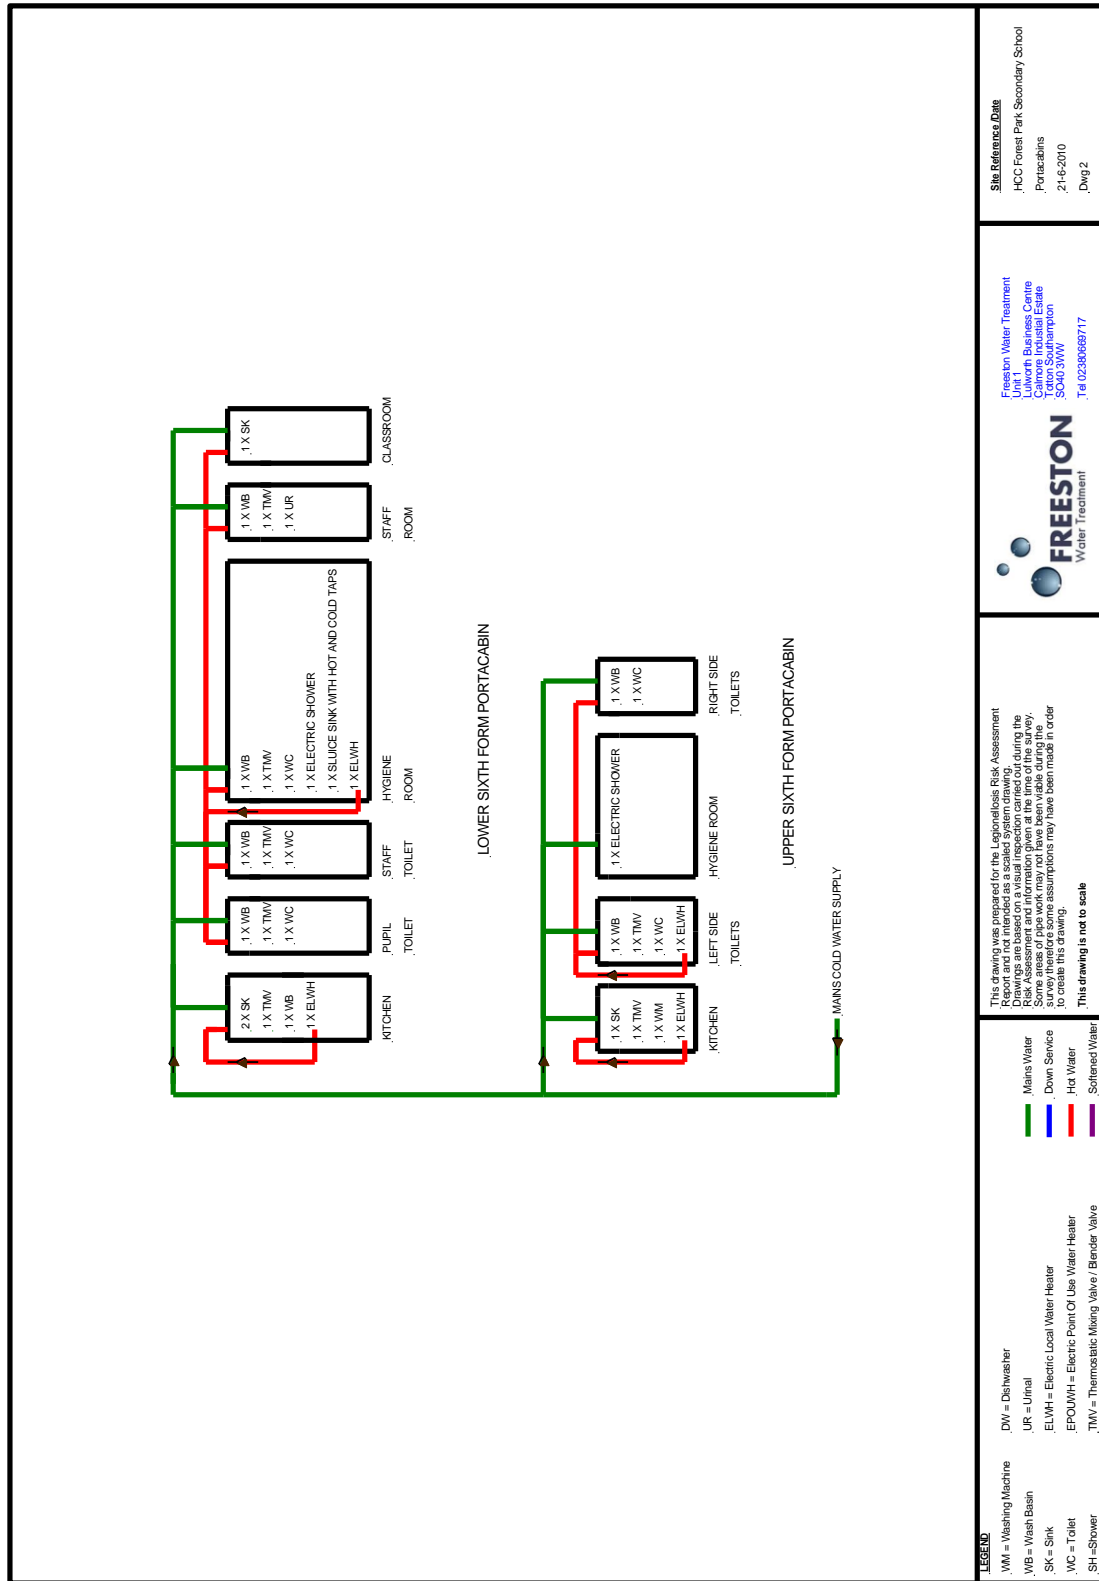 1 X SK
CLASSROOM
1 X WB
1 X TMV
1 X UR
STAFF
ROOM
1 X WB
1 X TMV
1 X WC
1 X ELECTRIC SHOWER
1 X SLUICE SINK WITH HOT AND COLD TAPS
1 X ELWH
HYGIENE
ROOM
1 X WB
1 X TMV
1 X WC
STAFF
TOILET
1 X WB
1 X TMV
1 X WC
PUPIL
TOILET
2 X SK
1 X TMV
1 X WB
1 X ELWH
KITCHEN
LOWER SIXTH FORM PORTACABIN
1 X WB
1 X WC
RIGHT SIDE
TOILETS
1 X ELECTRIC SHOWER
HYGIENE ROOM
1 X WB
1 X TMV
1 X WC
1 X ELWH
LEFT SIDE
TOILETS
1 X SK
1 X TMV
1 X WM
1 X ELWH
KITCHEN
UPPER SIXTH FORM PORTACABIN
MAINS COLD WATER SUPPLY
LEGEND
WM = Washing Machine
WB = Wash Basin
SK = Sink
WC = Toilet
SH =Shower
DW = Dishwasher
UR = Urinal
ELWH = Electric Local Water Heater
EPOUWH = Electric Point Of Use Water Heater
TMV = Thermostatic Mixing Valve / Blender Valve
Mains Water
Down Service
Hot Water
Softened Water
This drawing was prepared for the Legionellosis Risk Assessment
Report and not intended as a scaled system drawing.
Drawings are based on a visual inspection carried out during the
Risk Assessment and information given at the time of the survey.
Some areas of pipe work may not have been viable during the
survey therefore some assumptions may have been made in order
to create this drawing.
This drawing is not to scale
FREESTON
Water Treatment
Freeston Water Treatment
Unit 1
Lulworth Business Centre
Calmore Industial Estate
Totton Southampton
SO40 3WW
Tel 02380669717
Site Reference /Date
HCC Forest Park Secondary School
Portacabins
21-6-2010
Dwg 2